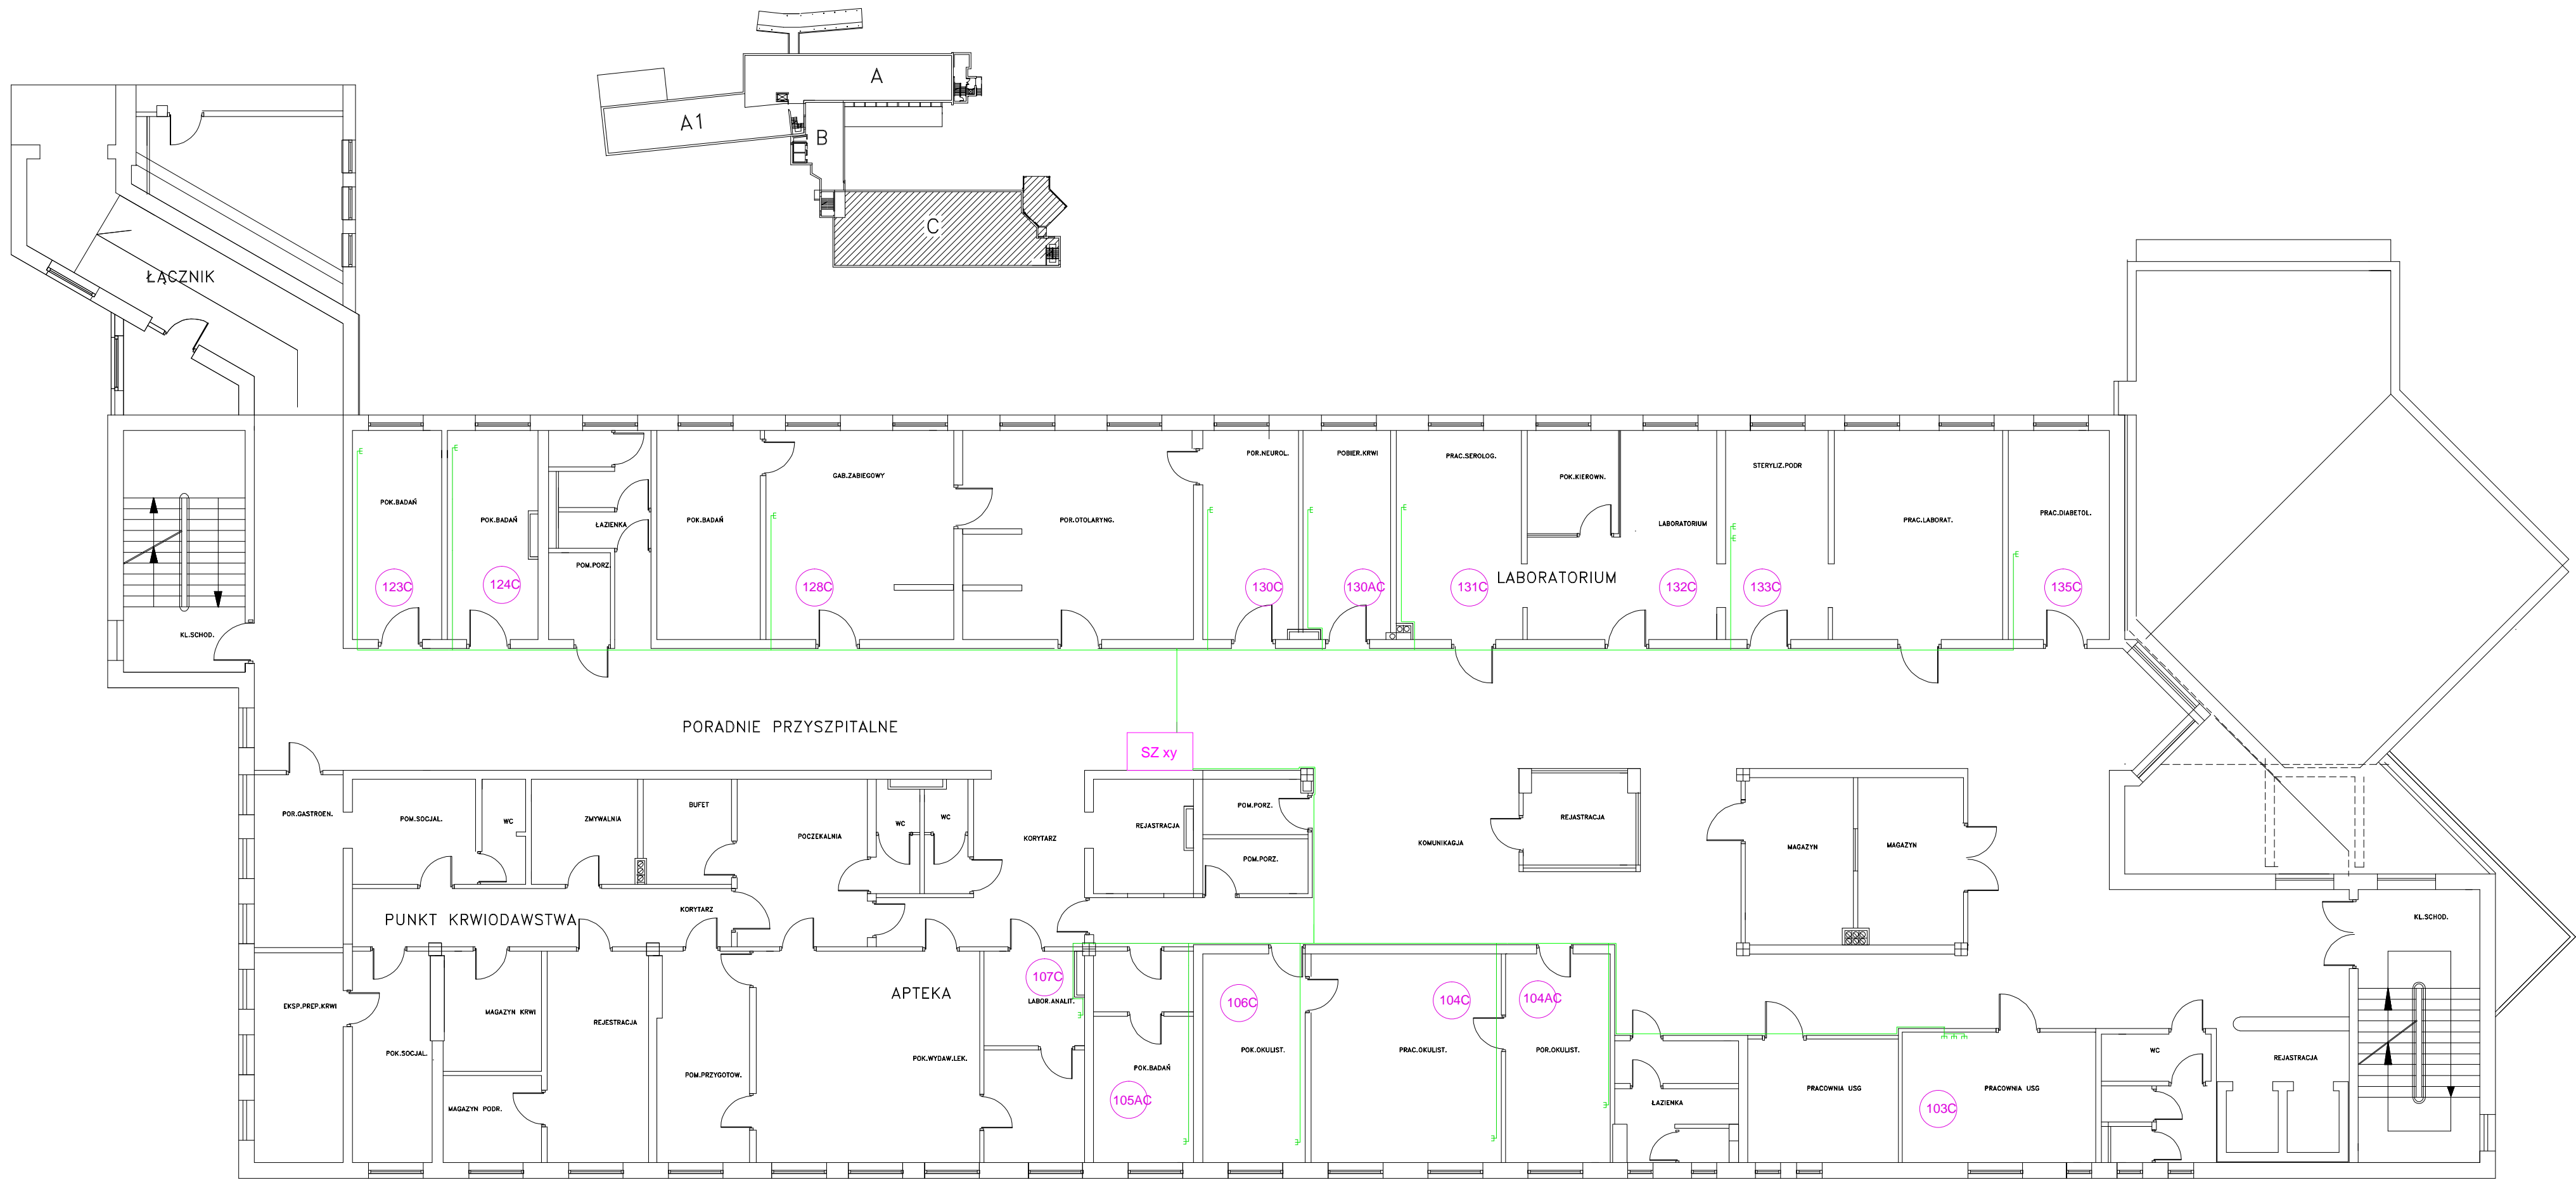 A
A1
B
C
ŁĄCZNIK
POR.NEUROL.
POBIER.KRWI
PRAC.SEROLOG.
STERYLIZ.PODR
GAB.ZABIEGOWY
POK.KIEROWN.
POK.BADAŃ
POK.BADAŃ
ŁAZIENKA
POK.BADAŃ
POR.OTOLARYNG.
LABORATORIUM
PRAC.LABORAT.
PRAC.DIABETOL.
POM.PORZ.
123C
124C
128C
130C
130AC
131C
LABORATORIUM
132C
133C
135C
KL.SCHOD.
PORADNIE PRZYSZPITALNE
SZ xy
POR.GASTROEN.
POM.SOCJAL.
WC
ZMYWALNIA
BUFET
POCZEKALNIA
WC
WC
KORYTARZ
REJASTRACJA
POM.PORZ.
POM.PORZ.
KOMUNIKAGJA
REJASTRACJA
MAGAZYN
MAGAZYN
PUNKT KRWIODAWSTWA
KORYTARZ
KL.SCHOD.
EKSP.PREP.KRWI
MAGAZYN KRWI
REJESTRACJA
APTEKA
107C
LABOR.ANALIT.
106C
104C
104AC
POK.SOCJAL.
POM.PRZYGOTOW.
POK.WYDAW.LEK.
POK.BADAŃ
POK.OKULIST.
PRAC.OKULIST.
POR.OKULIST.
WC
REJASTRACJA
MAGAZYN PODR.
105AC
ŁAZIENKA
PRACOWNIA USG
PRACOWNIA USG
103C